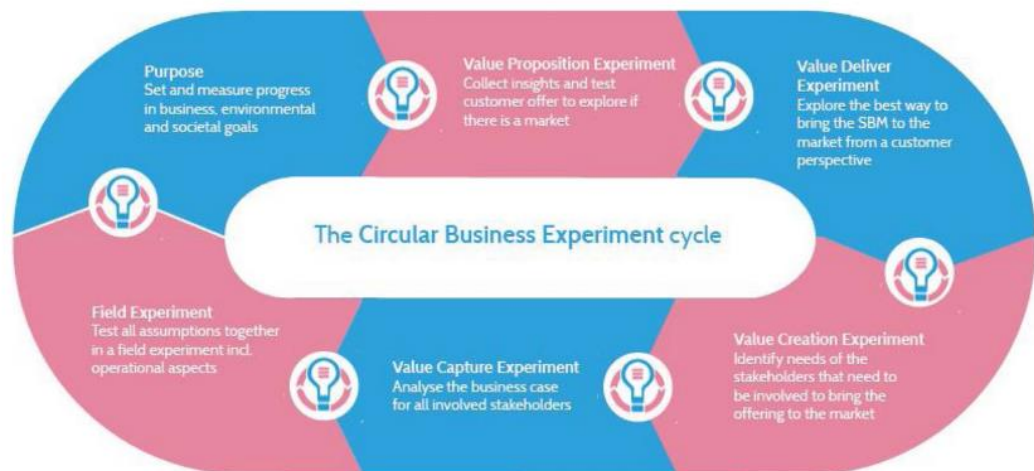 Purpose
Set and measure progress
in business, environmental
and societal goals
Value Proposition Experiment
Collect insights and test
customer offer to explore if
there is a market
Value Deliver
Experiment
Explore the best way to
bring the SBM to the
market from a customer
perspective
The Circular Business Experiment cycle
Field Experiment
Test all assumptions together
in a field experiment incl.
operational aspects
Value Capture Experiment
Analyse the business case
for all involved stakeholders
Value Creation Experiment
Identify needs of the
stakeholders that need to
be involved to bring the
offering to the market